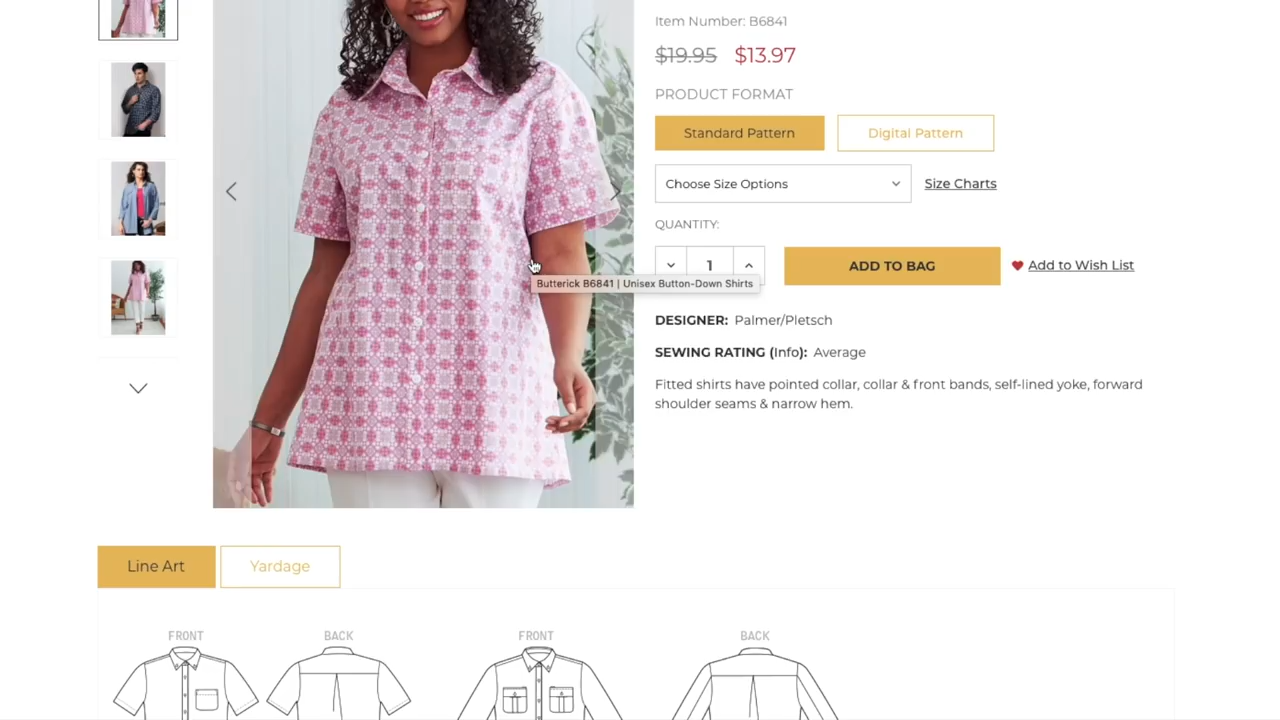 Item Number: B6841
$19.95 $13.97
PRODUCT FORMAT
Standard Pattern Digital Pattern
Choose Size Options Size Charts
QUANTITY:
1 ADD TO BAG Add to Wish List
Butterick B6841 | Unisex Button-Down Shirts
DESIGNER: Palmer/Pletsch
SEWING RATING (Info): Average
Fitted shirts have pointed collar, collar & front bands, self-lined yoke, forward
shoulder seams & narrow hem.
Line Art Yardage
FRONT BACK FRONT BACK